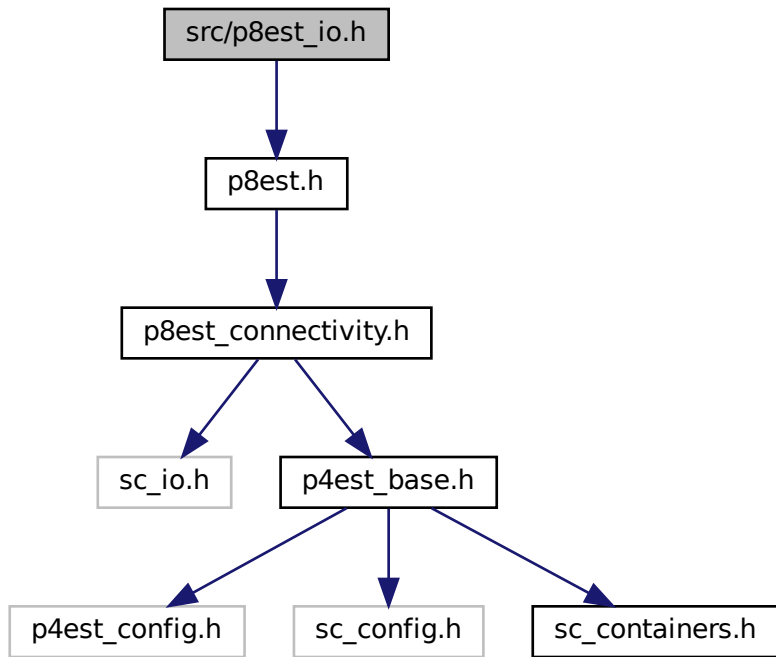 src/p8est_io.h
p8est.h
p8est_connectivity.h
sc_io.h
p4est_base.h
p4est_config.h
sc_config.h
sc_containers.h